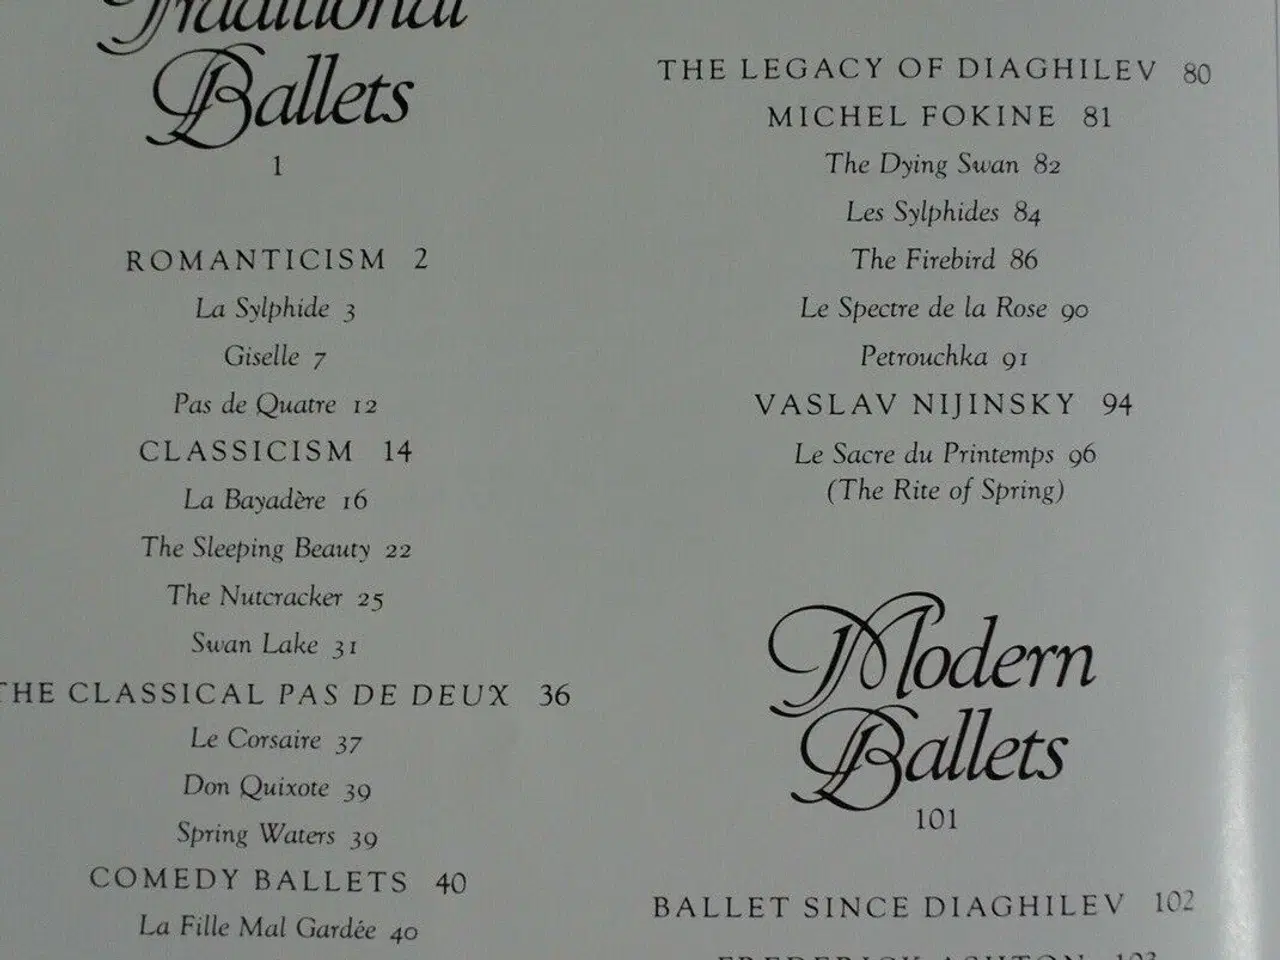 Traditional
Ballets
1
ROMANTICISM 2
La Sylphide 3
Giselle 7
Pas de Quatre 12
CLASSICISM 14
La Bayadère 16
The Sleeping Beauty 22
The Nutcracker 25
Swan Lake 31
THE CLASSICAL PAS DE DEUX 36
Le Corsaire 37
Don Quixote 39
Spring Waters 39
COMEDY BALLETS 40
La Fille Mal Gardée 40
THE LEGACY OF DIAGHILEV 80
MICHEL FOKINE 81
The Dying Swan 82
Les Sylphides 84
The Firebird 86
Le Spectre de la Rose 90
Petrouchka 91
VASLAV NIJINSKY 94
Le Sacre du Printemps 96
(The Rite of Spring)
Modern
Ballets
101
BALLET SINCE DIAGHILEV 102
FREDERICK ASHTON 103